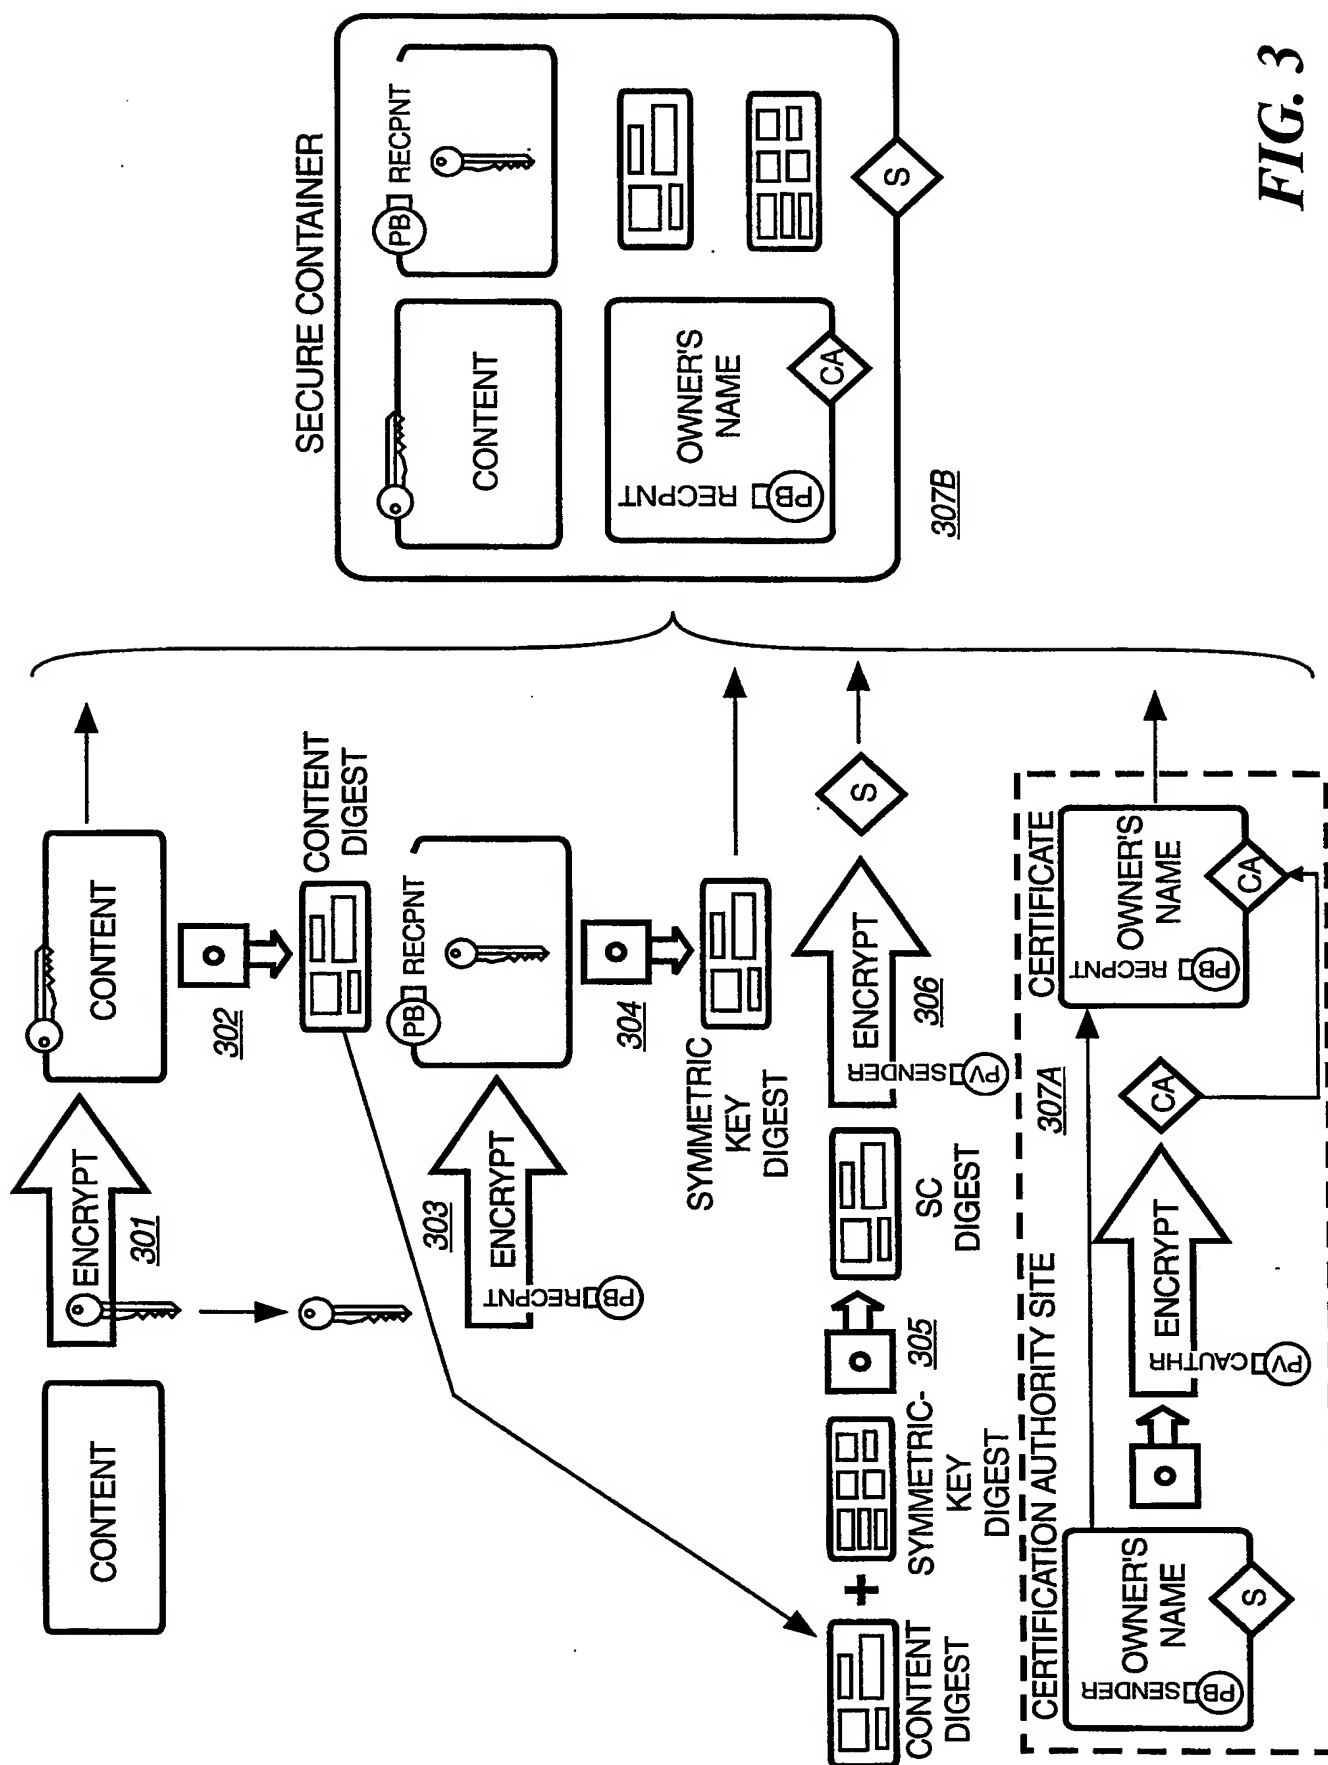 CONTENT
ENCRYPT
301
CONTENT
302
CONTENT
DIGEST
303
ENCRYPT
PB RECPNT
PB RECPNT
304
SYMMETRIC
KEY
DIGEST
CONTENT
DIGEST
+
SYMMETRIC-
KEY
DIGEST
305
SC
DIGEST
ENCRYPT
PV SENDER
306
S
CERTIFICATION AUTHORITY SITE
307A
CERTIFICATE
PB SENDER
OWNER'S
NAME
S
ENCRYPT
PV CAUTHR
CA
PB RECPNT
OWNER'S
NAME
CA
SECURE CONTAINER
CONTENT
PB RECPNT
PB RECPNT
OWNER'S
NAME
CA
S
307B
FIG. 3